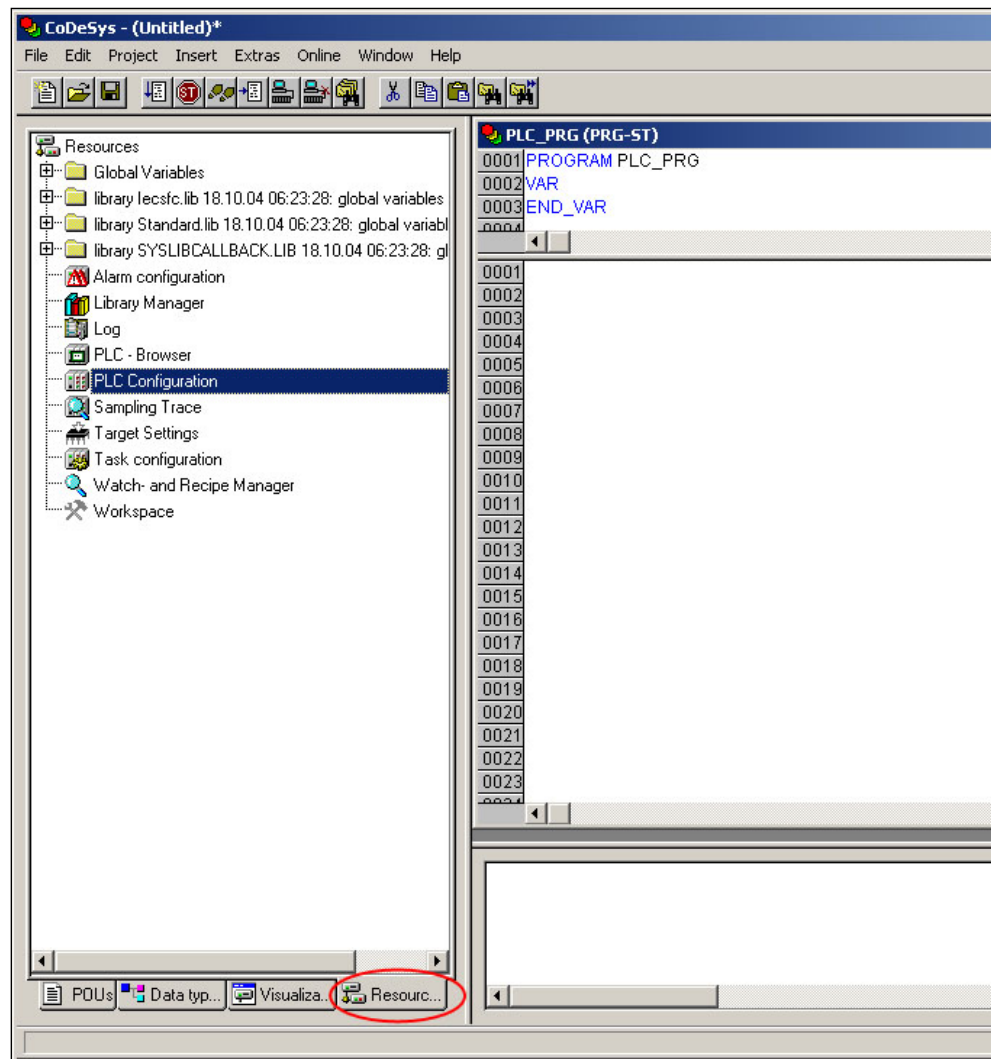 CoDeSys - (Untitled)*
File Edit Project Insert Extras Online Window Help
Resources
Global Variables
library Iecsfc.lib 18.10.04 06:23:28: global variables
library Standard.lib 18.10.04 06:23:28: global variabl
library SYSLIBCALLBACK.LIB 18.10.04 06:23:28: gl
Alarm configuration
Library Manager
Log
PLC - Browser
PLC Configuration
Sampling Trace
Target Settings
Task configuration
Watch- and Recipe Manager
Workspace
POUs Data typ... Visualiza... Resourc...
PLC_PRG (PRG-ST)
0001 PROGRAM PLC_PRG
0002 VAR
0003 END_VAR
0004
0001
0002
0003
0004
0005
0006
0007
0008
0009
0010
0011
0012
0013
0014
0015
0016
0017
0018
0019
0020
0021
0022
0023
0024